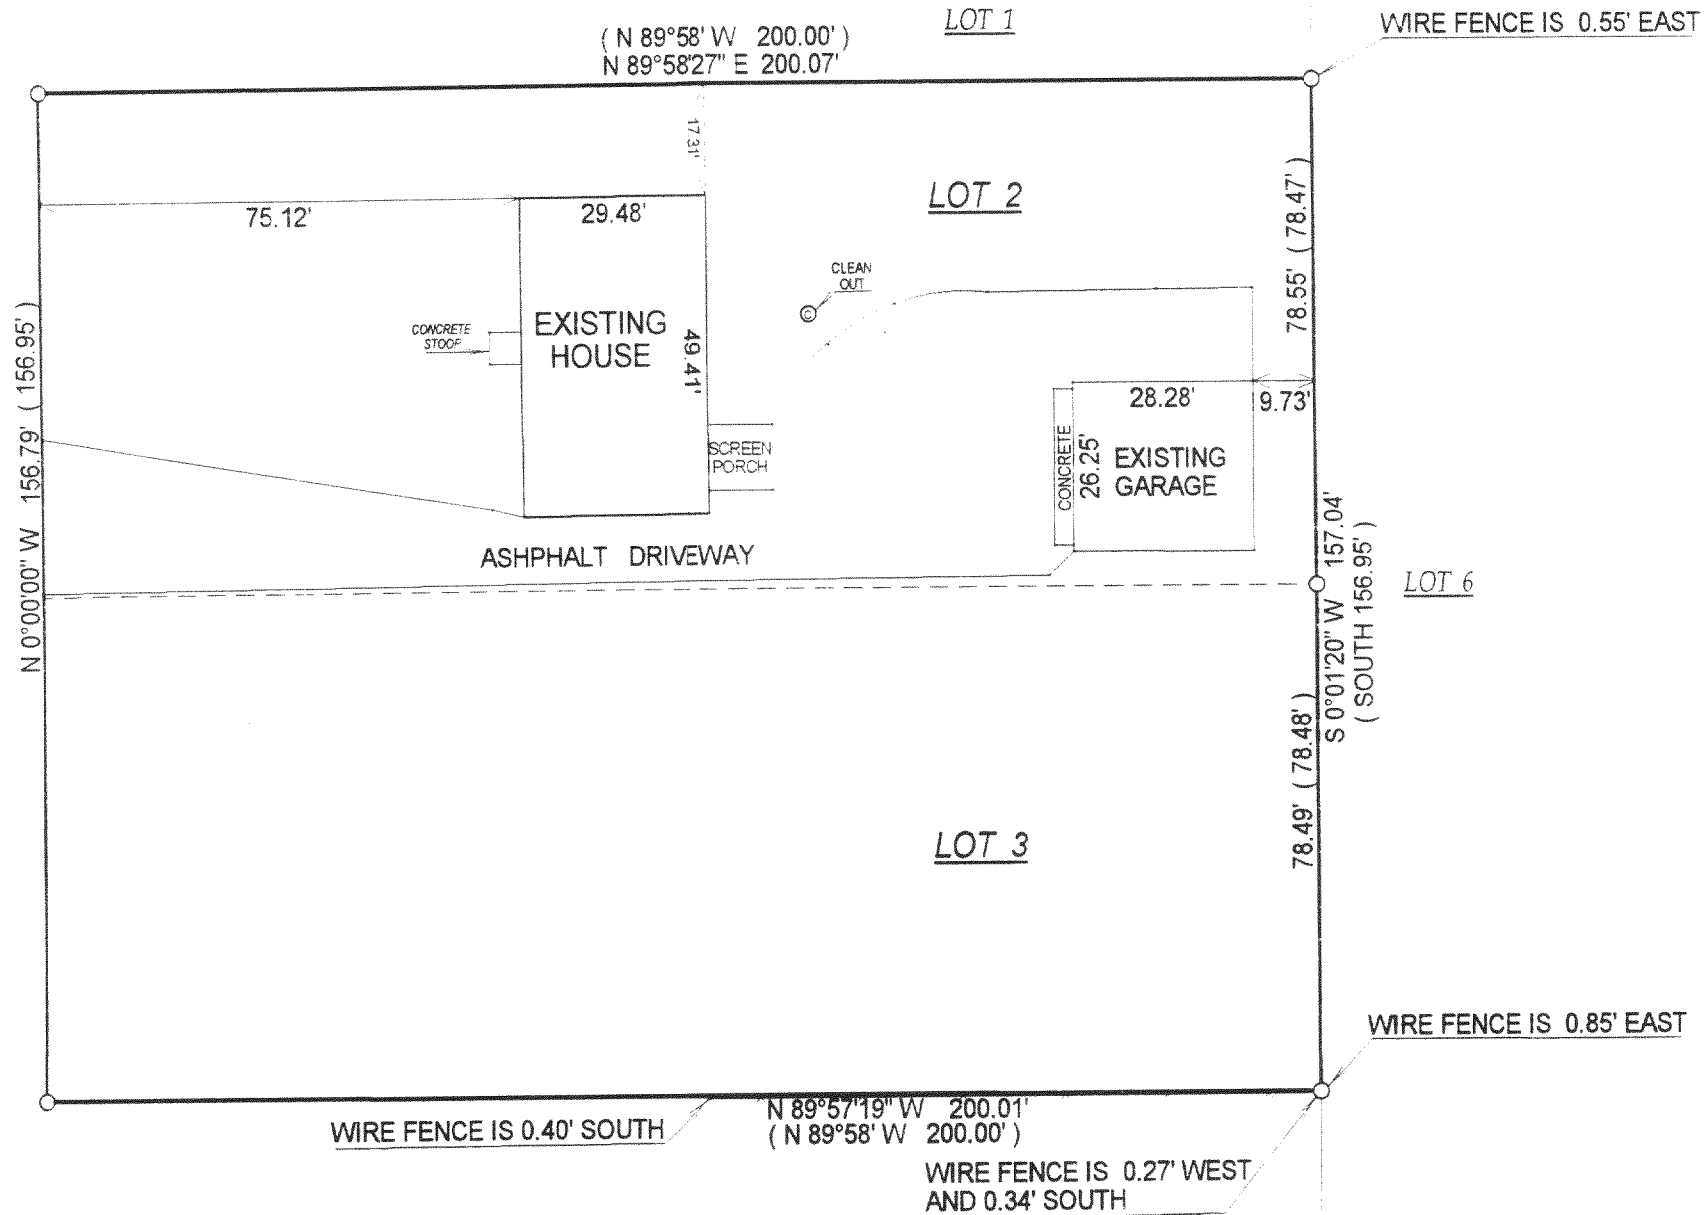 LOT 1
WIRE FENCE IS 0.55' EAST
( N 89°58' W 200.00' )
N 89°58'27" E 200.07'
17.31'
LOT 2
75.12'
29.48'
78.55' ( 78.47' )
CLEAN
OUT
CONCRETE
STOOP
EXISTING
HOUSE
49.41'
N 0°00'00" W 156.79' ( 156.95' )
28.28'
9.73'
SCREEN
PORCH
CONCRETE
26.25'
EXISTING
GARAGE
ASHPHALT DRIVEWAY
S 0°01'20" W 157.04'
( SOUTH 156.95' )
LOT 6
78.49' ( 78.48' )
LOT 3
WIRE FENCE IS 0.85' EAST
N 89°57'19" W 200.01'
( N 89°58' W 200.00' )
WIRE FENCE IS 0.40' SOUTH
WIRE FENCE IS 0.27' WEST
AND 0.34' SOUTH